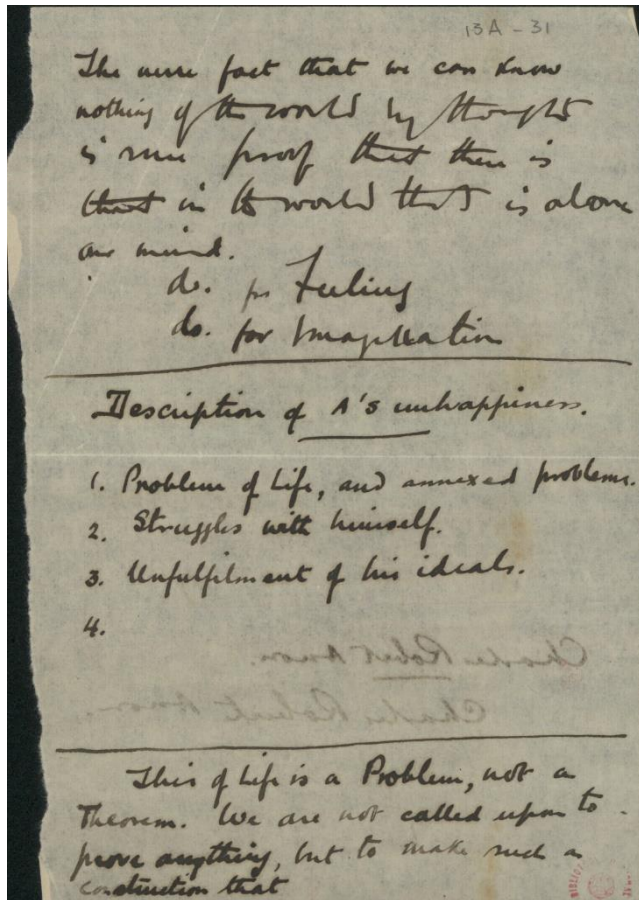 13A - 31
The mere fact that we can know
nothing of the world by thought
is mere proof that there is
that in the world that is alone
our mind.
do. for Feeling
do. for Imagination
Description of A's unhappiness.
1. Problem of Life, and annexed problems.
2. Struggles with himself.
3. Unfulfilment of his ideals.
4.
Charles Robert Anon.
Charles Robert Anon.
This of Life is a Problem, not a
Theorem. We are not called upon to
prove anything, but to make such a
construction that